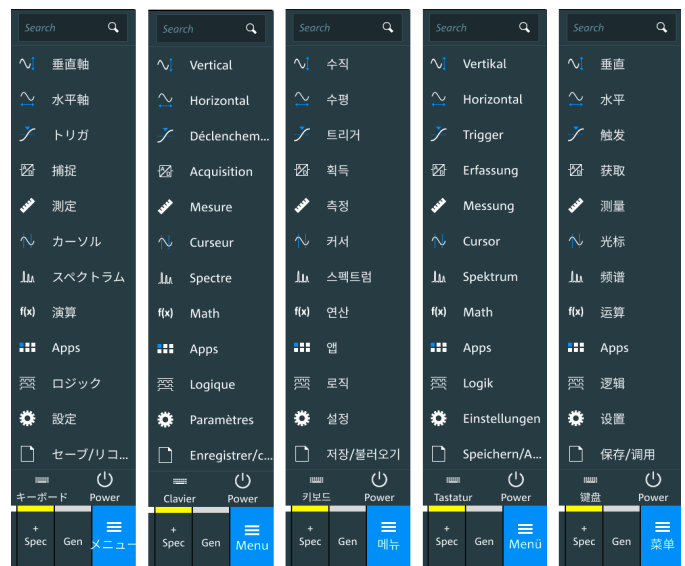 Search
垂直軸
水平軸
トリガ
捕捉
測定
カーソル
スペクトラム
f(x) 演算
Apps
ロジック
設定
セーブ/リコ...
キーボード Power
+
Spec Gen メニュー
Search
Vertical
Horizontal
Déclenchem...
Acquisition
Mesure
Curseur
Spectre
f(x) Math
Apps
Logique
Paramètres
Enregistrer/c...
Clavier Power
+
Spec Gen Menu
Search
수직
수평
트리거
획득
측정
커서
스펙트럼
f(x) 연산
앱
로직
설정
저장/불러오기
키보드 Power
+
Spec Gen 메뉴
Search
Vertikal
Horizontal
Trigger
Erfassung
Messung
Cursor
Spektrum
f(x) Math
Apps
Logik
Einstellungen
Speichern/A...
Tastatur Power
+
Spec Gen Menü
Search
垂直
水平
触发
获取
测量
光标
频谱
f(x) 运算
Apps
逻辑
设置
保存/调用
键盘 Power
+
Spec Gen 菜单